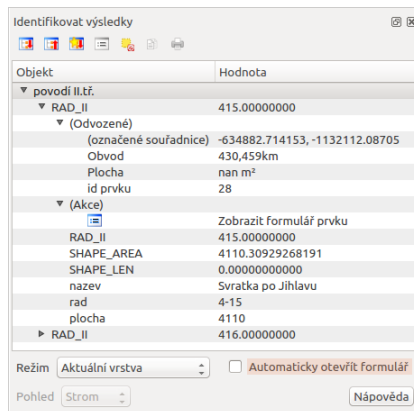 Identifikovat výsledky
Objekt Hodnota
povodí II.tř.
RAD_II 415.00000000
(Odvozené)
(označené souřadnice) -634882.714153, -1132112.08705
Obvod 430,459km
Plocha nan m²
id prvku 28
(Akce)
Zobrazit formulář prvku
RAD_II 415.00000000
SHAPE_AREA 4110.30929268191
SHAPE_LEN 0.00000000000
nazev Svratka po Jihlavu
rad 4-15
plocha 4110
RAD_II 416.00000000
Režim Aktuální vrstva Automaticky otevřít formulář
Pohled Strom Nápověda